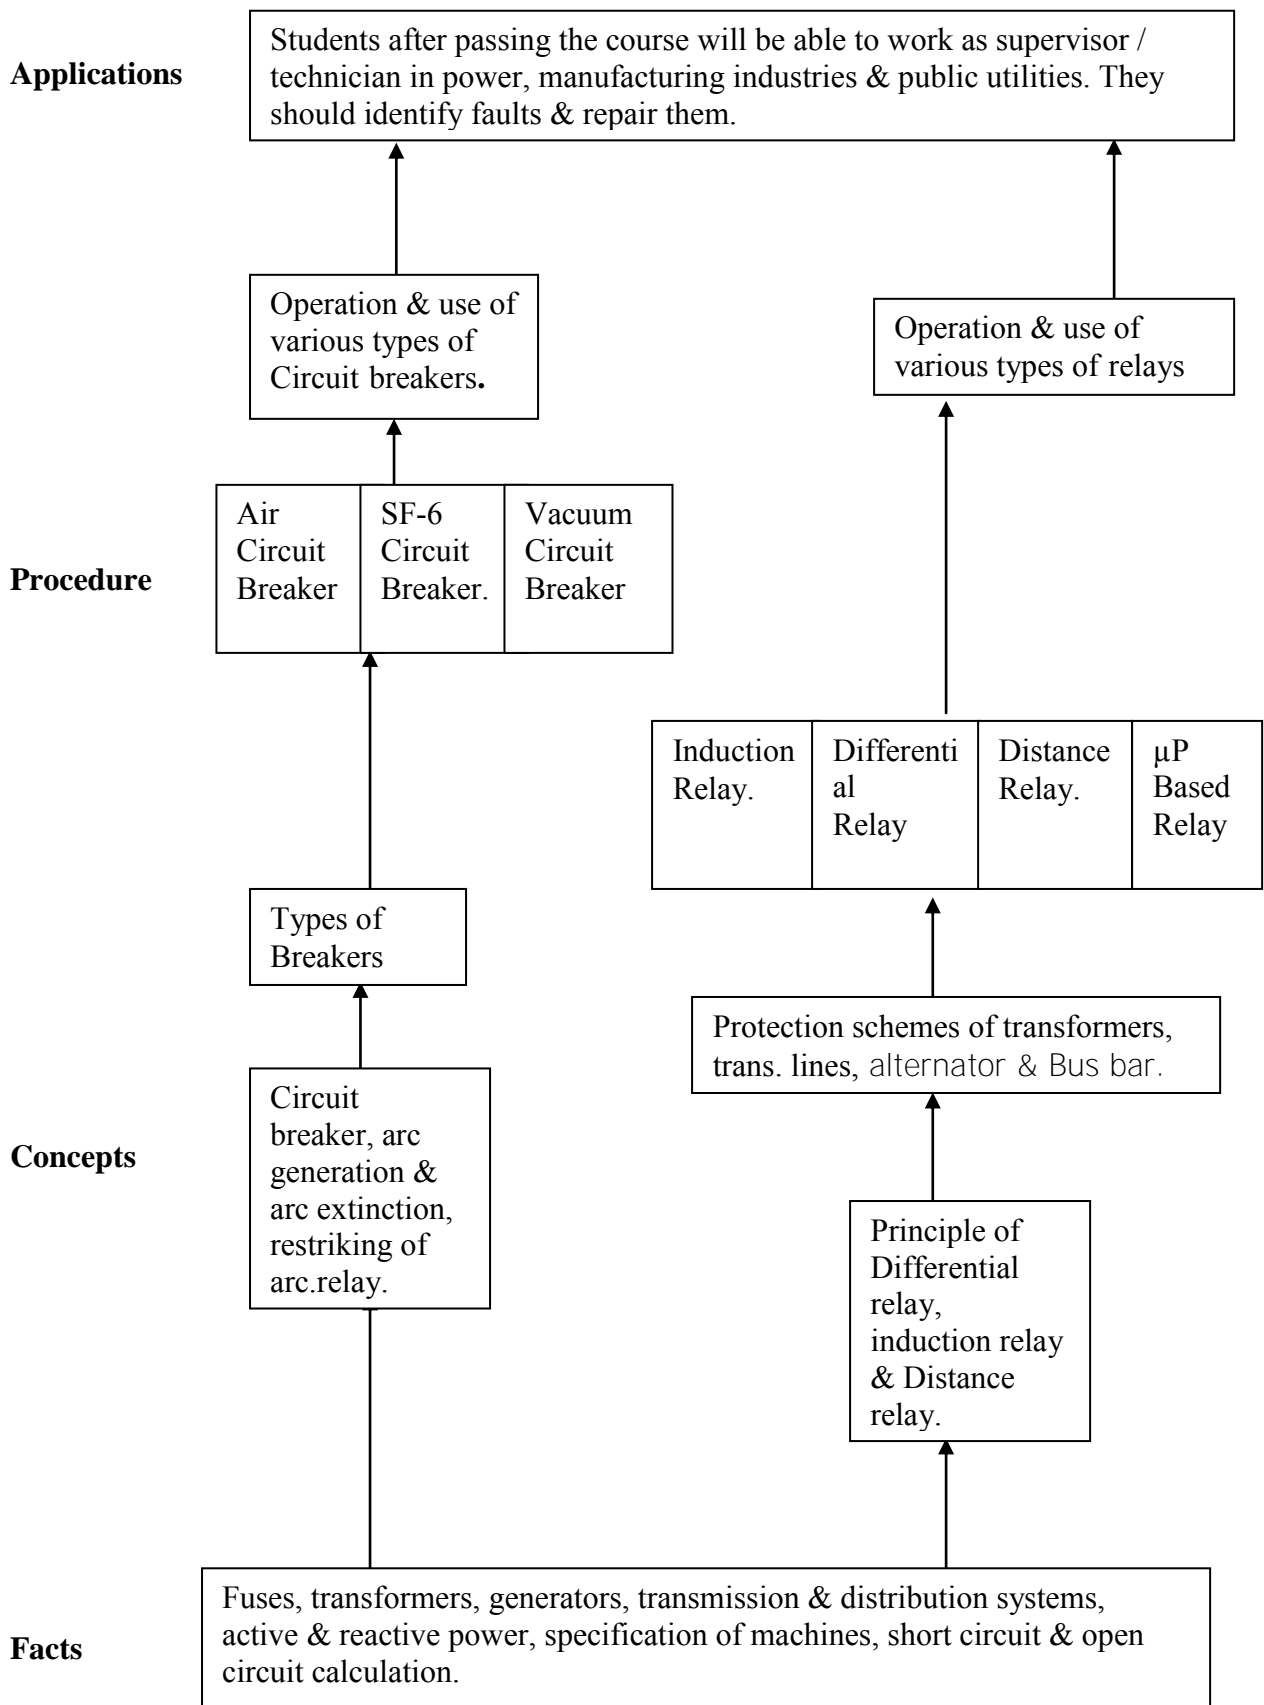 Applications
Students after passing the course will be able to work as supervisor /
technician in power, manufacturing industries & public utilities. They
should identify faults & repair them.
Operation & use of
various types of
Circuit breakers.
Operation & use of
various types of relays
Procedure
Air
Circuit
Breaker
SF-6
Circuit
Breaker.
Vacuum
Circuit
Breaker
Induction
Relay.
Differenti
al
Relay
Distance
Relay.
µP
Based
Relay
Types of
Breakers
Protection schemes of transformers,
trans. lines, alternator & Bus bar.
Concepts
Circuit
breaker, arc
generation &
arc extinction,
restriking of
arc.relay.
Principle of
Differential
relay,
induction relay
& Distance
relay.
Facts
Fuses, transformers, generators, transmission & distribution systems,
active & reactive power, specification of machines, short circuit & open
circuit calculation.